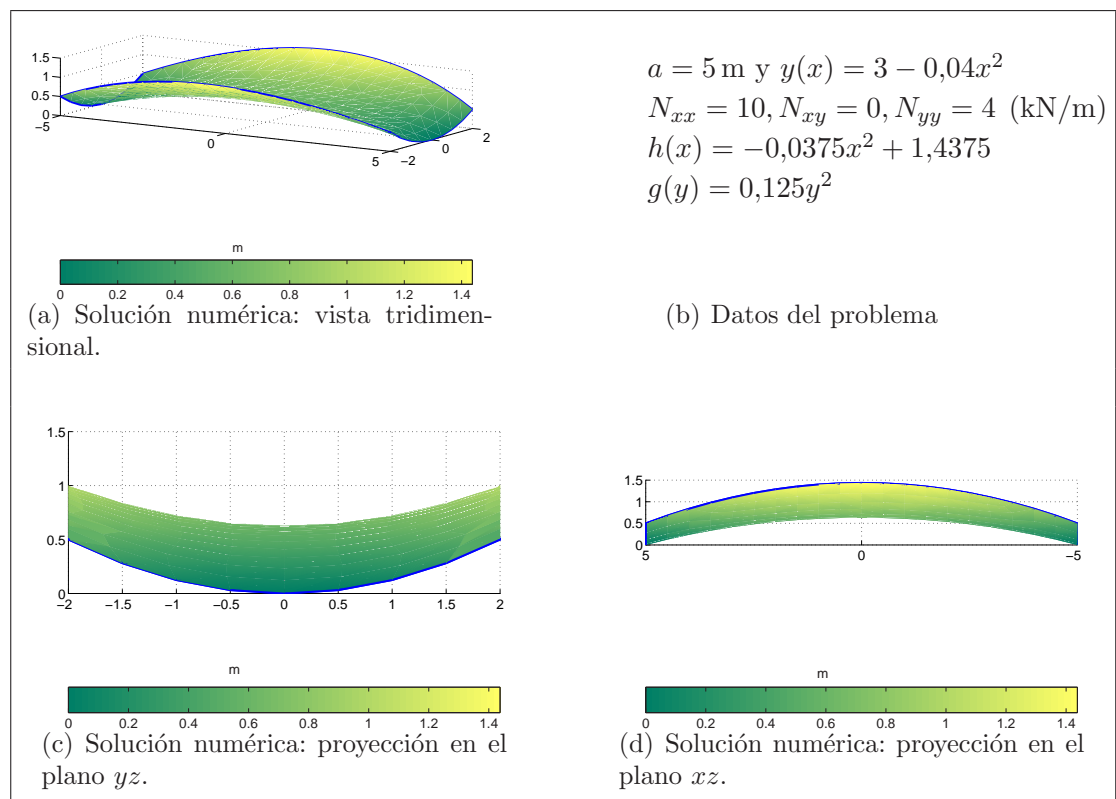 1.5
1
0.5
0
−5
0
5
−2
0
2
m
0 0.2 0.4 0.6 0.8 1 1.2 1.4
(a) Solución numérica: vista tridimen-
sional.
a = 5 m y y(x) = 3 − 0,04x²
Nₓₓ = 10, Nₓᵧ = 0, Nᵧᵧ = 4 (kN/m)
h(x) = −0,0375x² + 1,4375
g(y) = 0,125y²
(b) Datos del problema
1.5
1
0.5
0
−2 −1.5 −1 −0.5 0 0.5 1 1.5 2
m
0 0.2 0.4 0.6 0.8 1 1.2 1.4
(c) Solución numérica: proyección en el
plano yz.
1.5
1
0.5
0
5 0 −5
m
0 0.2 0.4 0.6 0.8 1 1.2 1.4
(d) Solución numérica: proyección en el
plano xz.